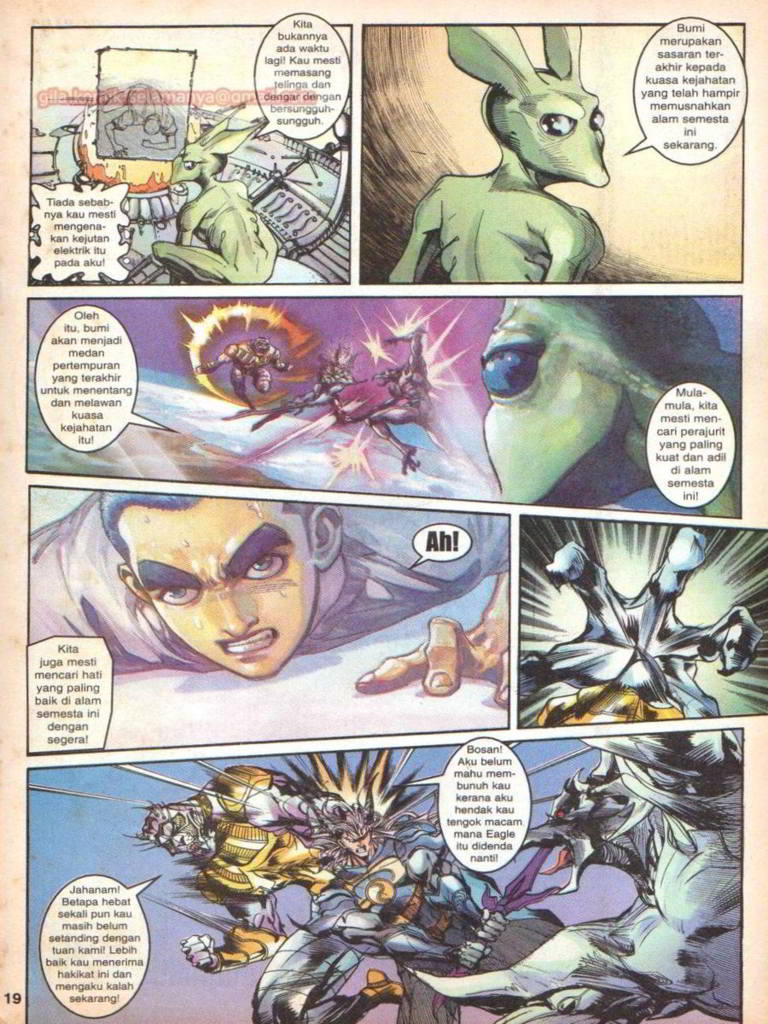 Kita
bukannya
ada waktu
lagi! Kau mesti
memasang
telinga dan
dengar dengan
bersungguh-
sungguh.
Tiada sebab-
nya kau mesti
mengena-
kan kejutan
elektrik itu
pada aku!
Bumi
merupakan
sasaran ter-
akhir kepada
kuasa kejahatan
yang telah hampir
memusnahkan
alam semesta
ini
sekarang.
Oleh
itu, bumi
akan menjadi
medan
pertempuran
yang terakhir
untuk menentang
dan melawan
kuasa
kejahatan
itu!
Mula-
mula, kita
mesti men-
cari perajurit
yang paling
kuat dan adil
di alam
semesta
ini!
Ah!
Kita
juga mesti
mencari hati
yang paling
baik di alam
semesta ini
dengan
segera!
Bosan!
Aku belum
mahu mem-
bunuh kau
kerana aku
hendak kau
tengok macam
mana Eagle
itu didenda
nanti!
Jahanam!
Betapa hebat
sekali pun kau
masih belum
setanding dengan
tuan kami! Lebih
baik kau menerima
hakikat ini dan
mengaku kalah
sekarang!
19